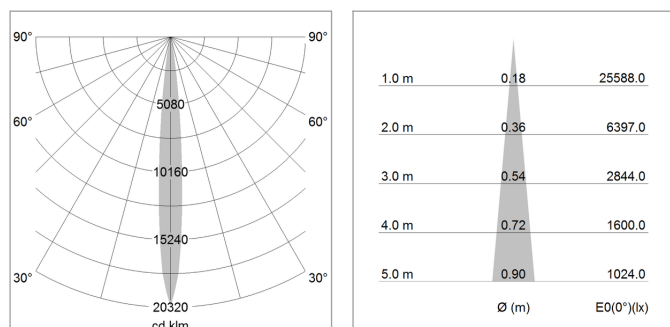 90° 90°
5080
60° 60°
10160
15240
30° 30°
20320
cd klm
1.0 m 0.18 25588.0
2.0 m 0.36 6397.0
3.0 m 0.54 2844.0
4.0 m 0.72 1600.0
5.0 m 0.90 1024.0
Ø (m) E0(0°)(lx)